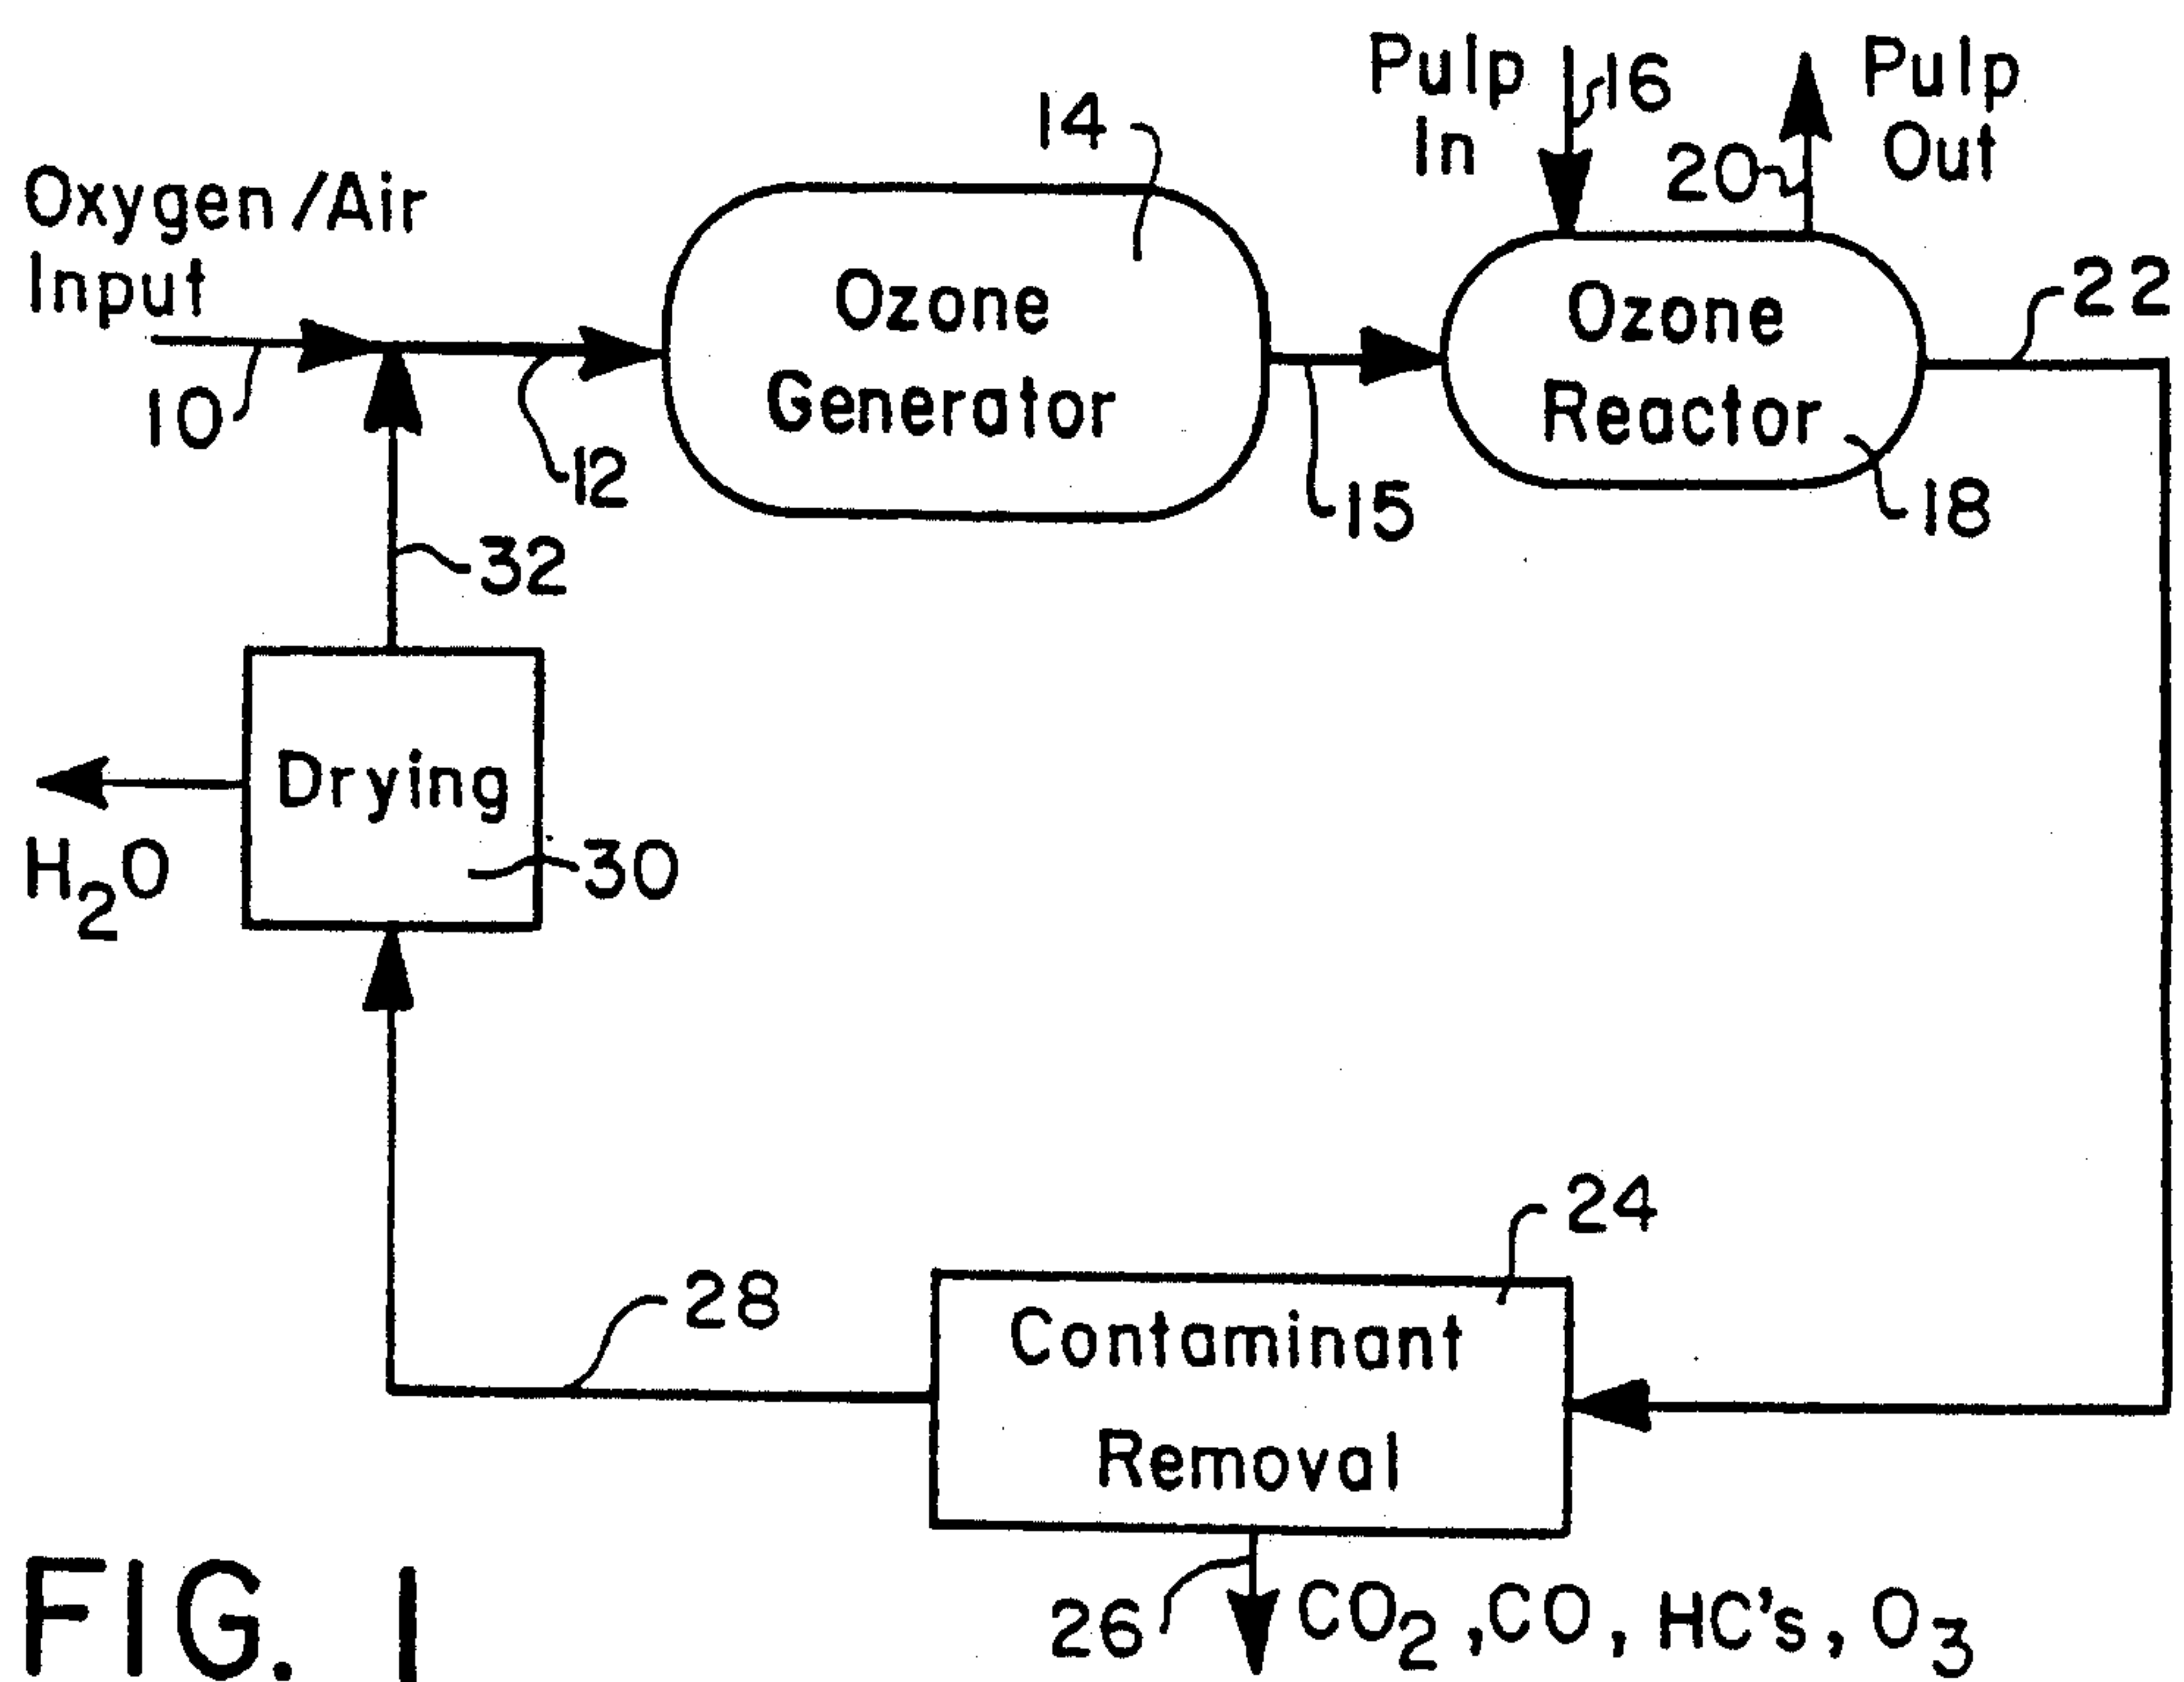 Pulp In
16
20
Pulp Out
14
Oxygen/Air
Input
10
12
Ozone
Generator
15
Ozone
Reactor
18
22
32
Drying
30
H2O
24
28
Contaminant
Removal
26
CO2, CO, HC's, O3
FIG. 1